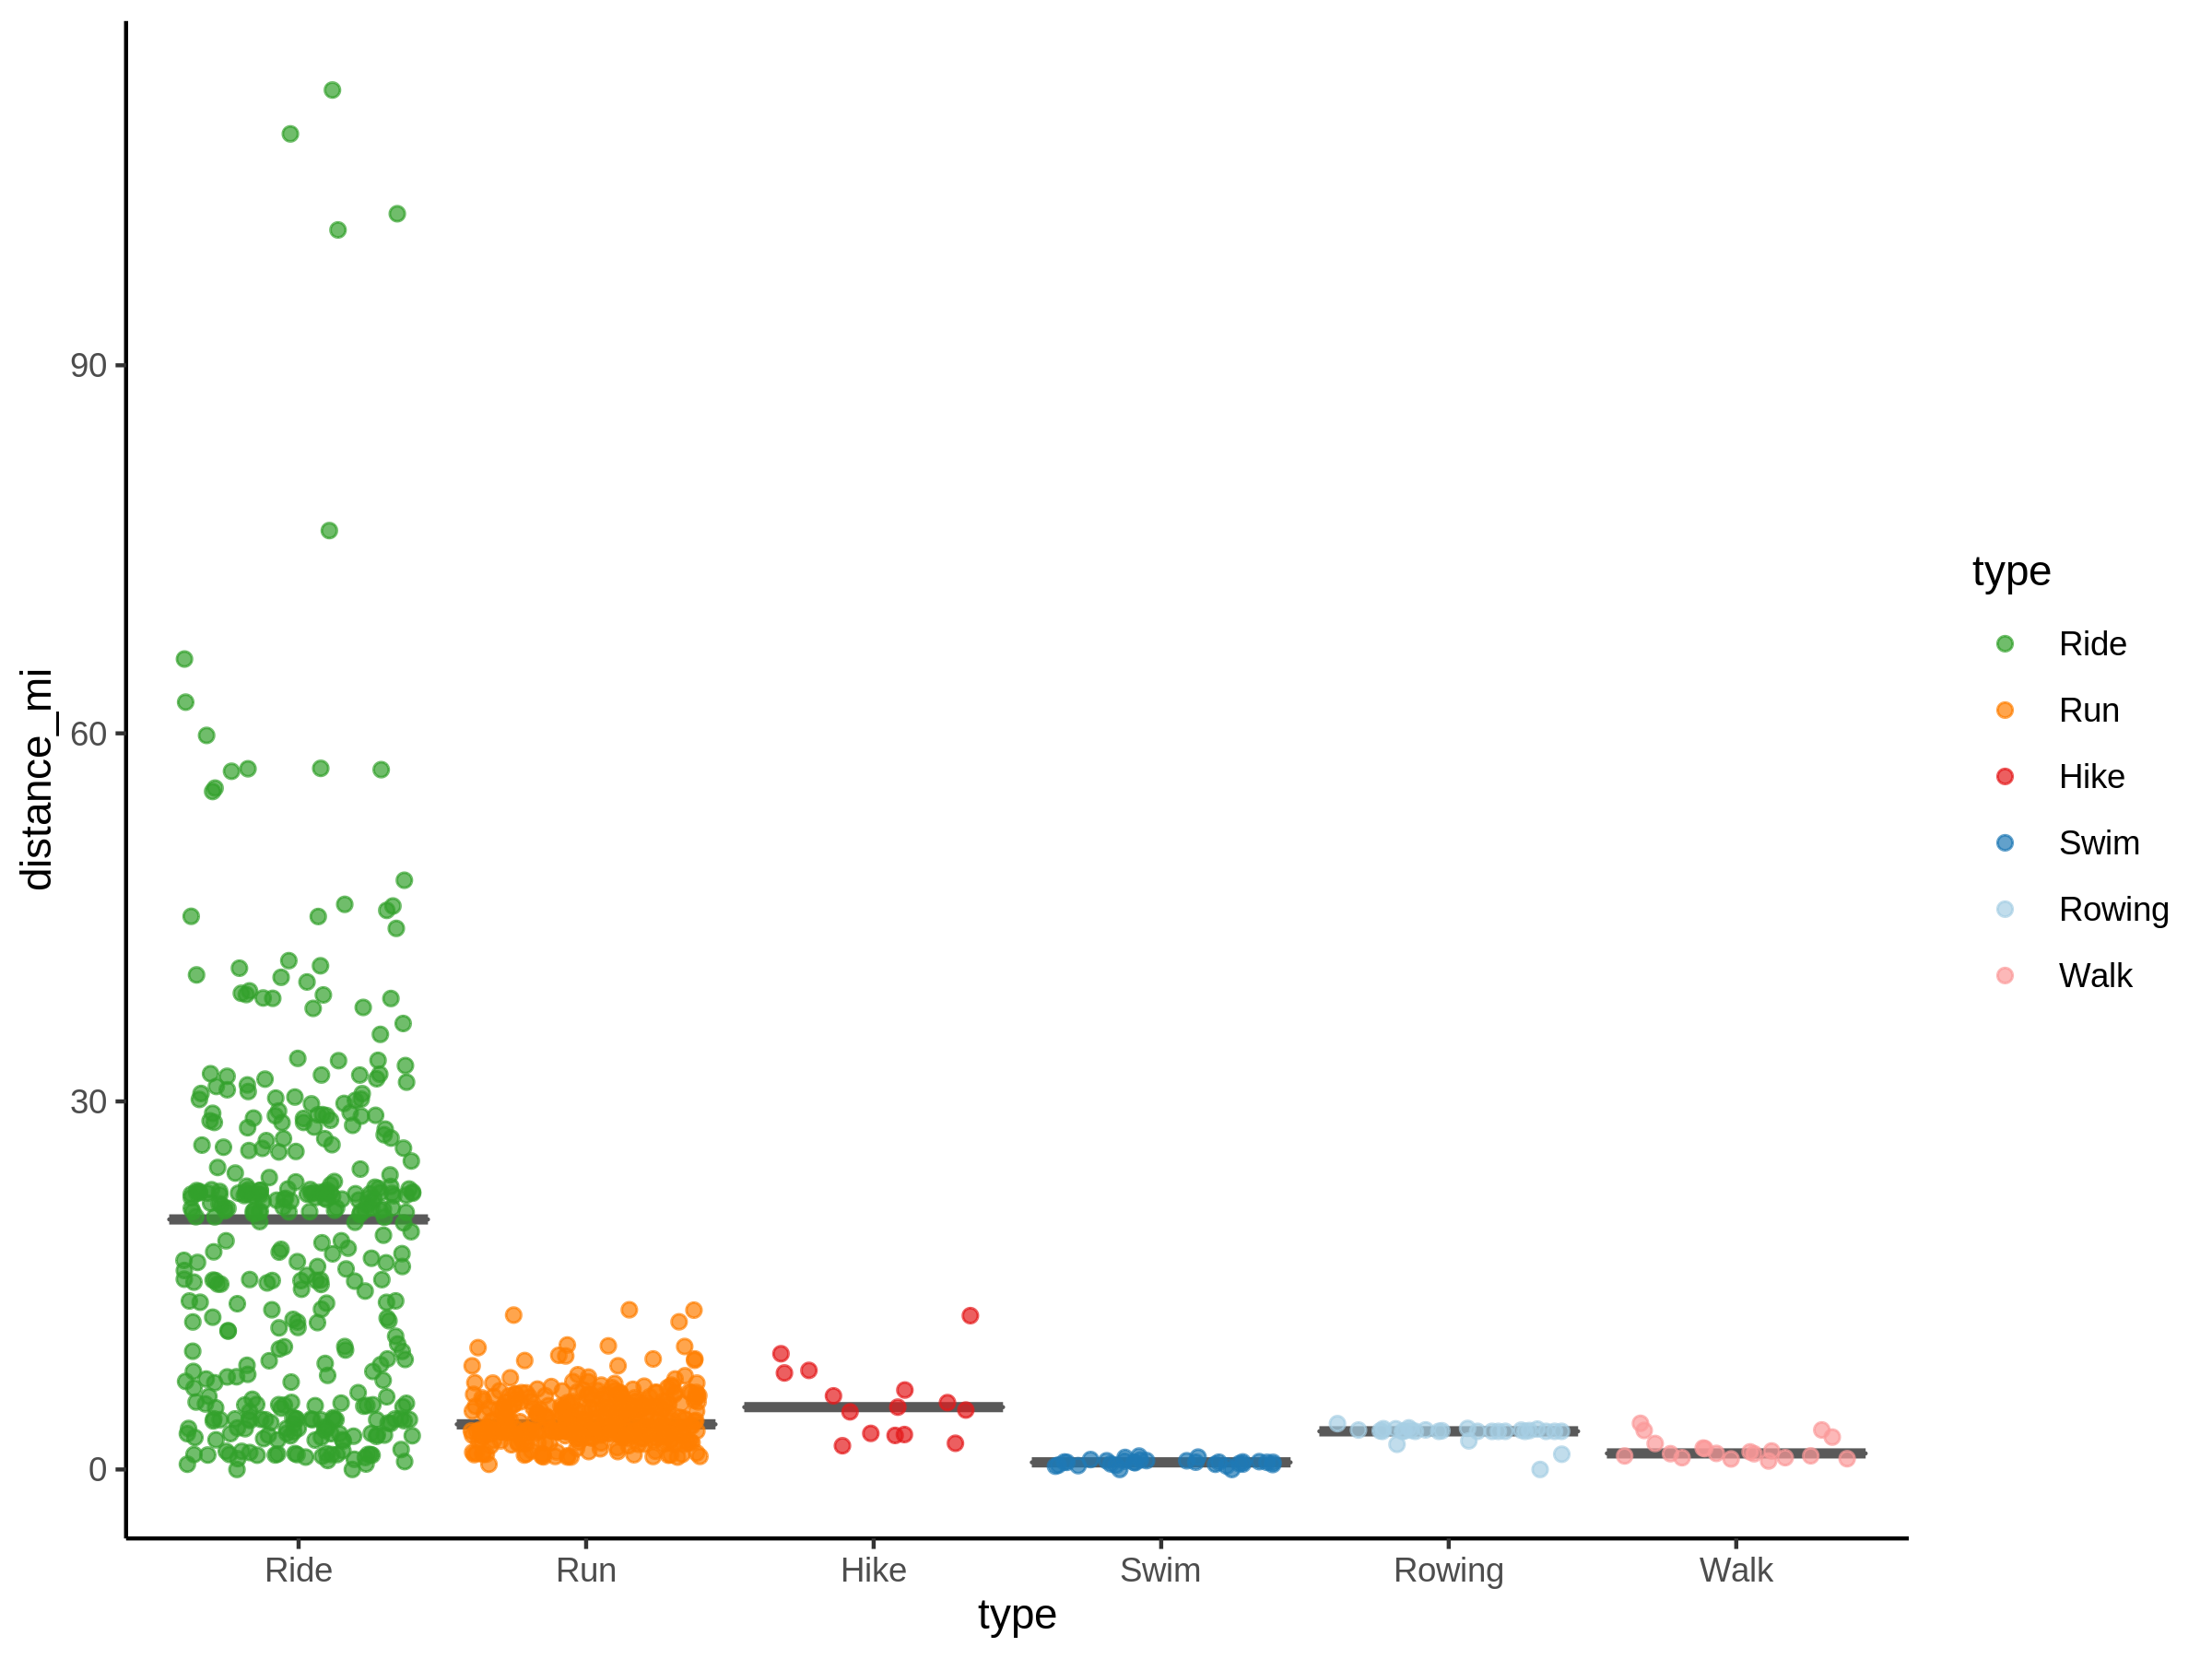 distance_mi
90
60
30
0
Ride
Run
Hike
Swim
Rowing
Walk
type
type
Ride
Run
Hike
Swim
Rowing
Walk